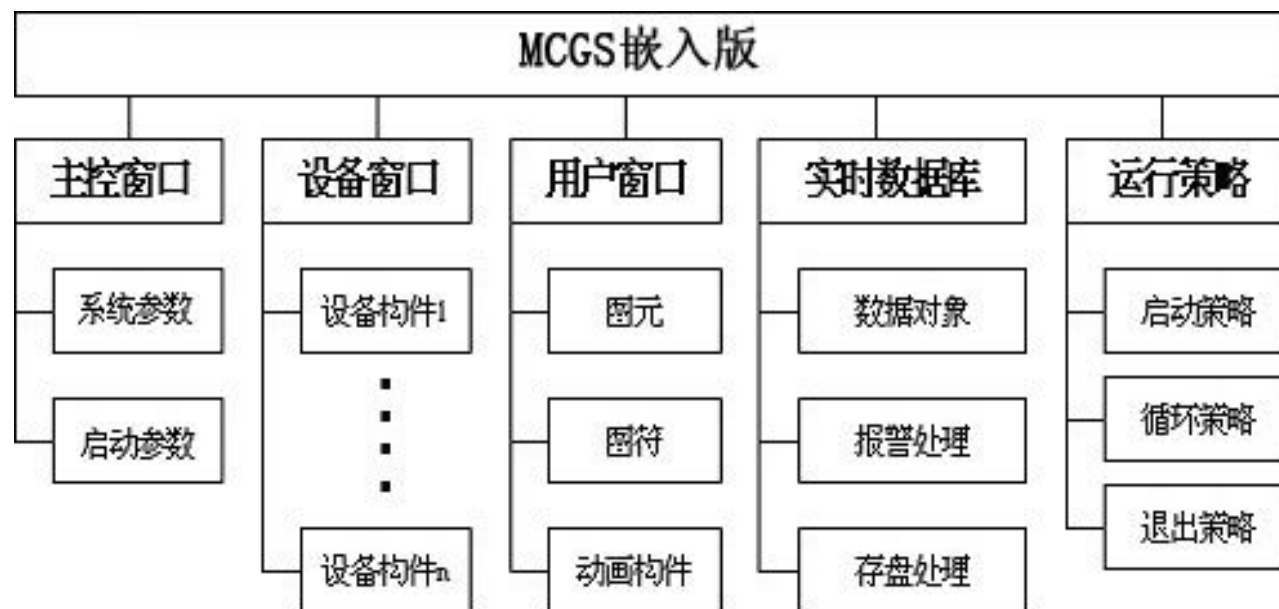 MCGS嵌入版
主控窗口
设备窗口
用户窗口
实时数据库
运行策略
系统参数
设备构件1
图元
数据对象
启动策略
启动参数
图符
报警处理
循环策略
退出策略
设备构件n
动画构件
存盘处理